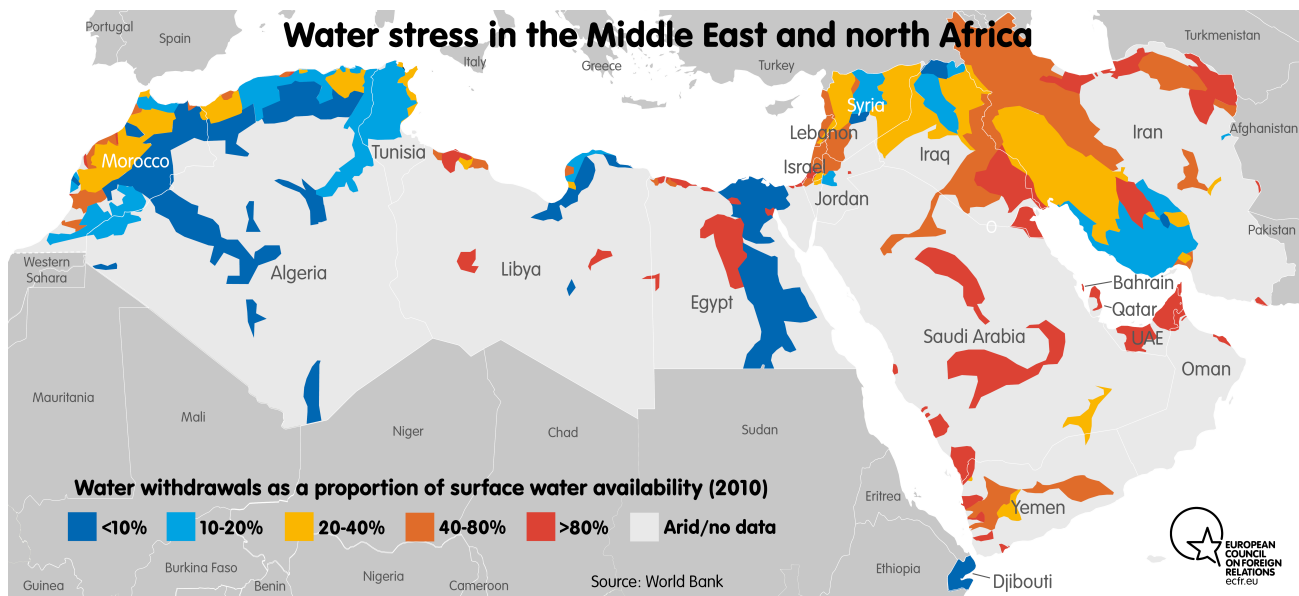 Water stress in the Middle East and north Africa
Portugal
Spain
Italy
Greece
Turkey
Turkmenistan
Syria
Lebanon
Israel
Iraq
Jordan
Iran
Afghanistan
Pakistan
Morocco
Tunisia
Western
Sahara
Algeria
Libya
Egypt
Bahrain
Qatar
UAE
Saudi Arabia
Oman
Mauritania
Mali
Niger
Chad
Sudan
Eritrea
Yemen
Water withdrawals as a proportion of surface water availability (2010)
<10%
10-20%
20-40%
40-80%
>80%
Arid/no data
Guinea
Burkina Faso
Benin
Nigeria
Cameroon
Source: World Bank
Ethiopia
Djibouti
EUROPEAN
COUNCIL
ON FOREIGN
RELATIONS
ecfr.eu